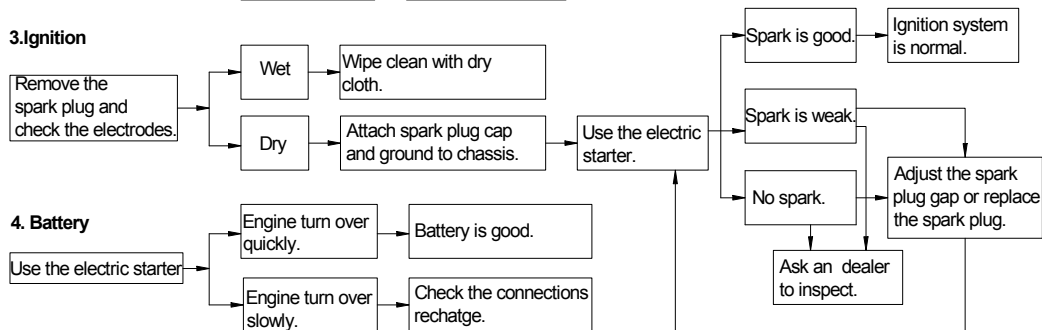 3.Ignition
Remove the
spark plug and
check the electrodes.
Wet
Wipe clean with dry
cloth.
Dry
Attach spark plug cap
and ground to chassis.
Use the electric
starter.
Spark is good.
Ignition system
is normal.
Spark is weak.
No spark.
Adjust the spark
plug gap or replace
the spark plug.
Ask an dealer
to inspect.
4. Battery
Use the electric starter
Engine turn over
quickly.
Battery is good.
Engine turn over
slowly.
Check the connections
rechatge.